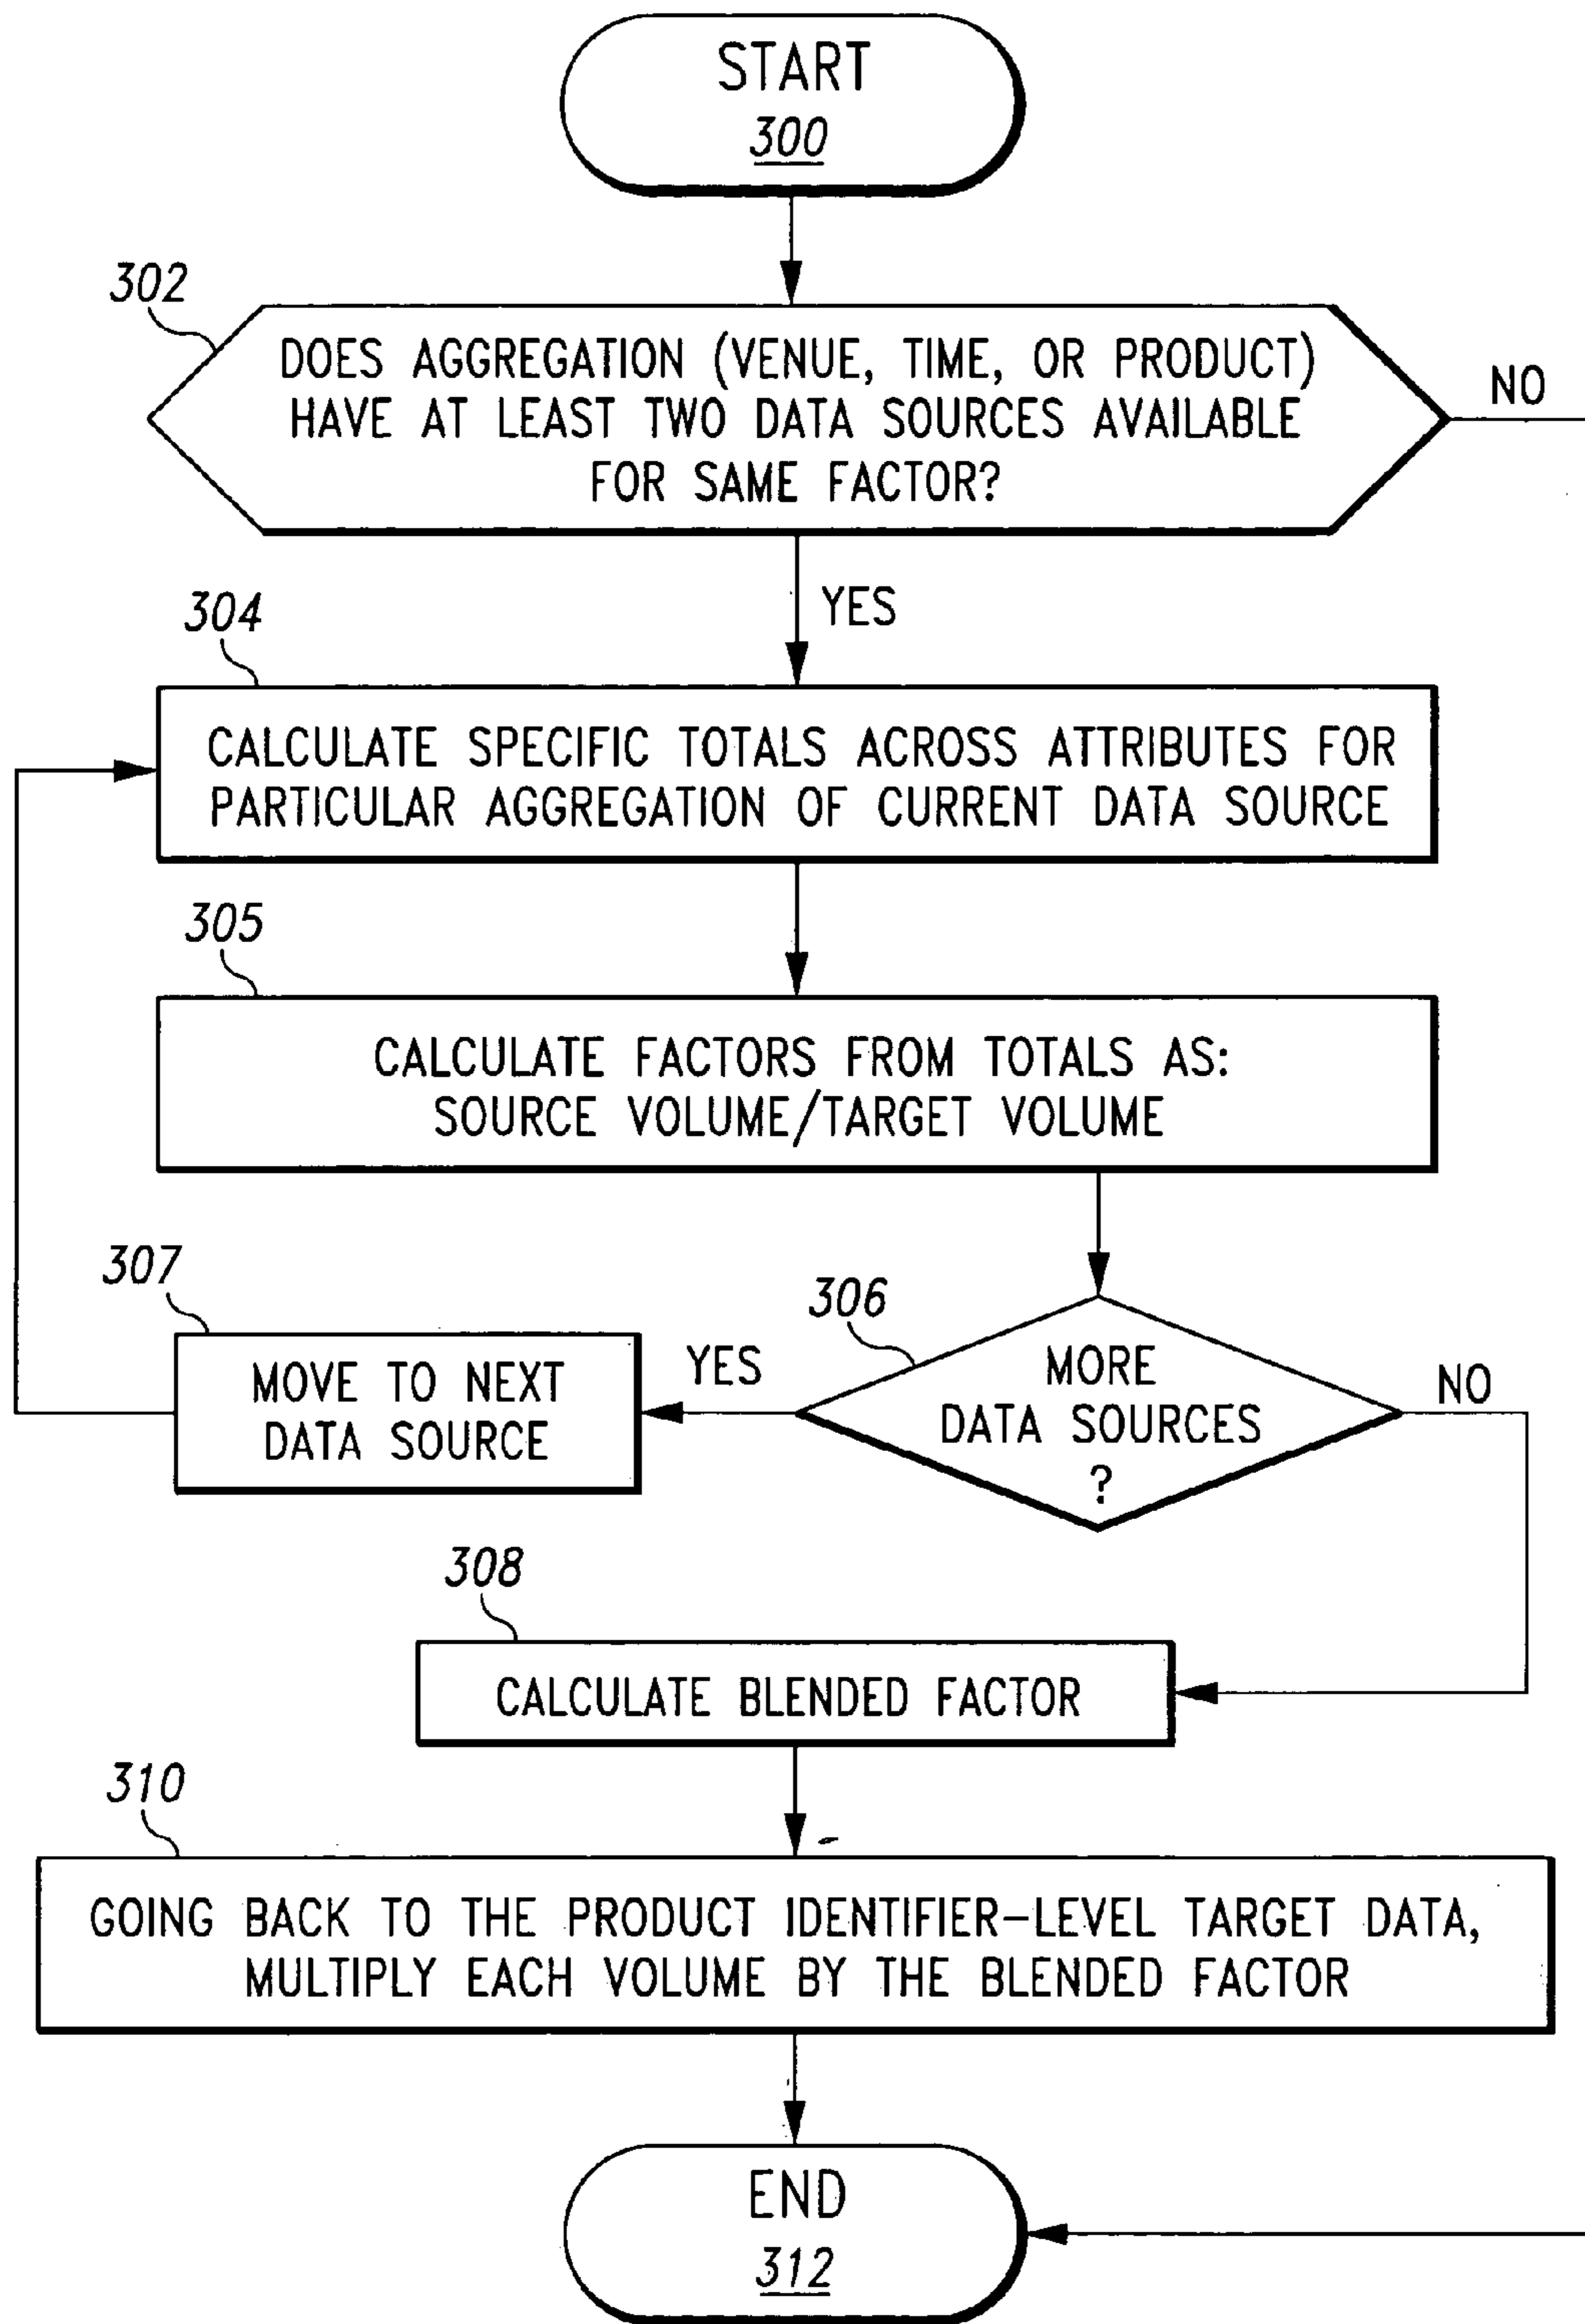 START
300
302
DOES AGGREGATION (VENUE, TIME, OR PRODUCT)
HAVE AT LEAST TWO DATA SOURCES AVAILABLE
FOR SAME FACTOR?
NO
YES
304
CALCULATE SPECIFIC TOTALS ACROSS ATTRIBUTES FOR
PARTICULAR AGGREGATION OF CURRENT DATA SOURCE
305
CALCULATE FACTORS FROM TOTALS AS:
SOURCE VOLUME/TARGET VOLUME
307
MOVE TO NEXT
DATA SOURCE
YES
306
MORE
DATA SOURCES
?
NO
308
CALCULATE BLENDED FACTOR
310
GOING BACK TO THE PRODUCT IDENTIFIER-LEVEL TARGET DATA,
MULTIPLY EACH VOLUME BY THE BLENDED FACTOR
END
312